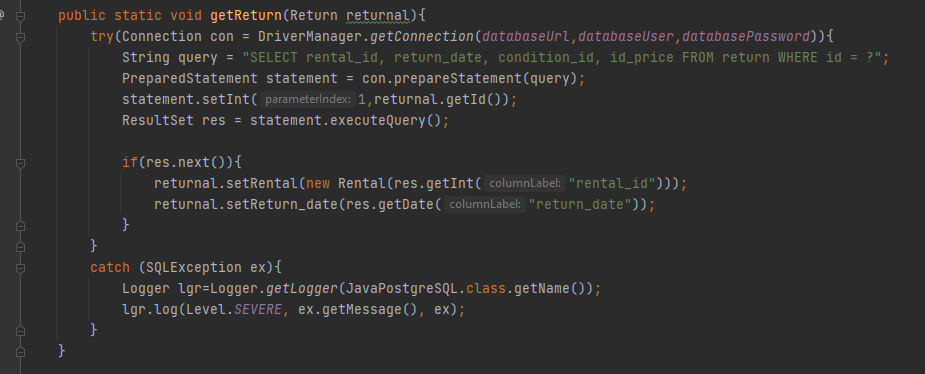 public static void getReturn(Return returnal){
try(Connection con = DriverManager.getConnection(databaseUrl,databaseUser,databasePassword)){
String query = "SELECT rental_id, return_date, condition_id, id_price FROM return WHERE id = ?";
PreparedStatement statement = con.prepareStatement(query);
statement.setInt( parameterIndex: 1,returnal.getId());
ResultSet res = statement.executeQuery();
if(res.next()){
returnal.setRental(new Rental(res.getInt( columnLabel: "rental_id")));
returnal.setReturn_date(res.getDate( columnLabel: "return_date"));
}
}
catch (SQLException ex){
Logger lgr=Logger.getLogger(JavaPostgreSQL.class.getName());
lgr.log(Level.SEVERE, ex.getMessage(), ex);
}
}